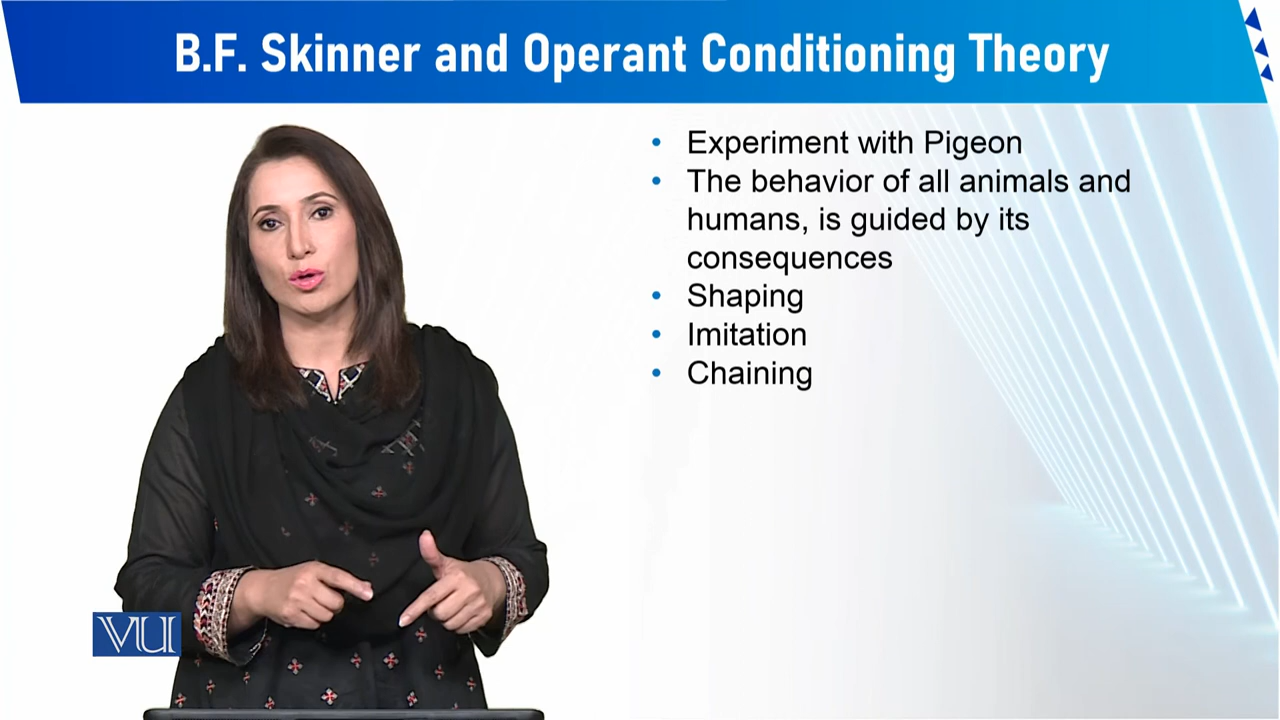 B.F. Skinner and Operant Conditioning Theory
• Experiment with Pigeon
• The behavior of all animals and
humans, is guided by its
consequences
• Shaping
• Imitation
• Chaining
VU